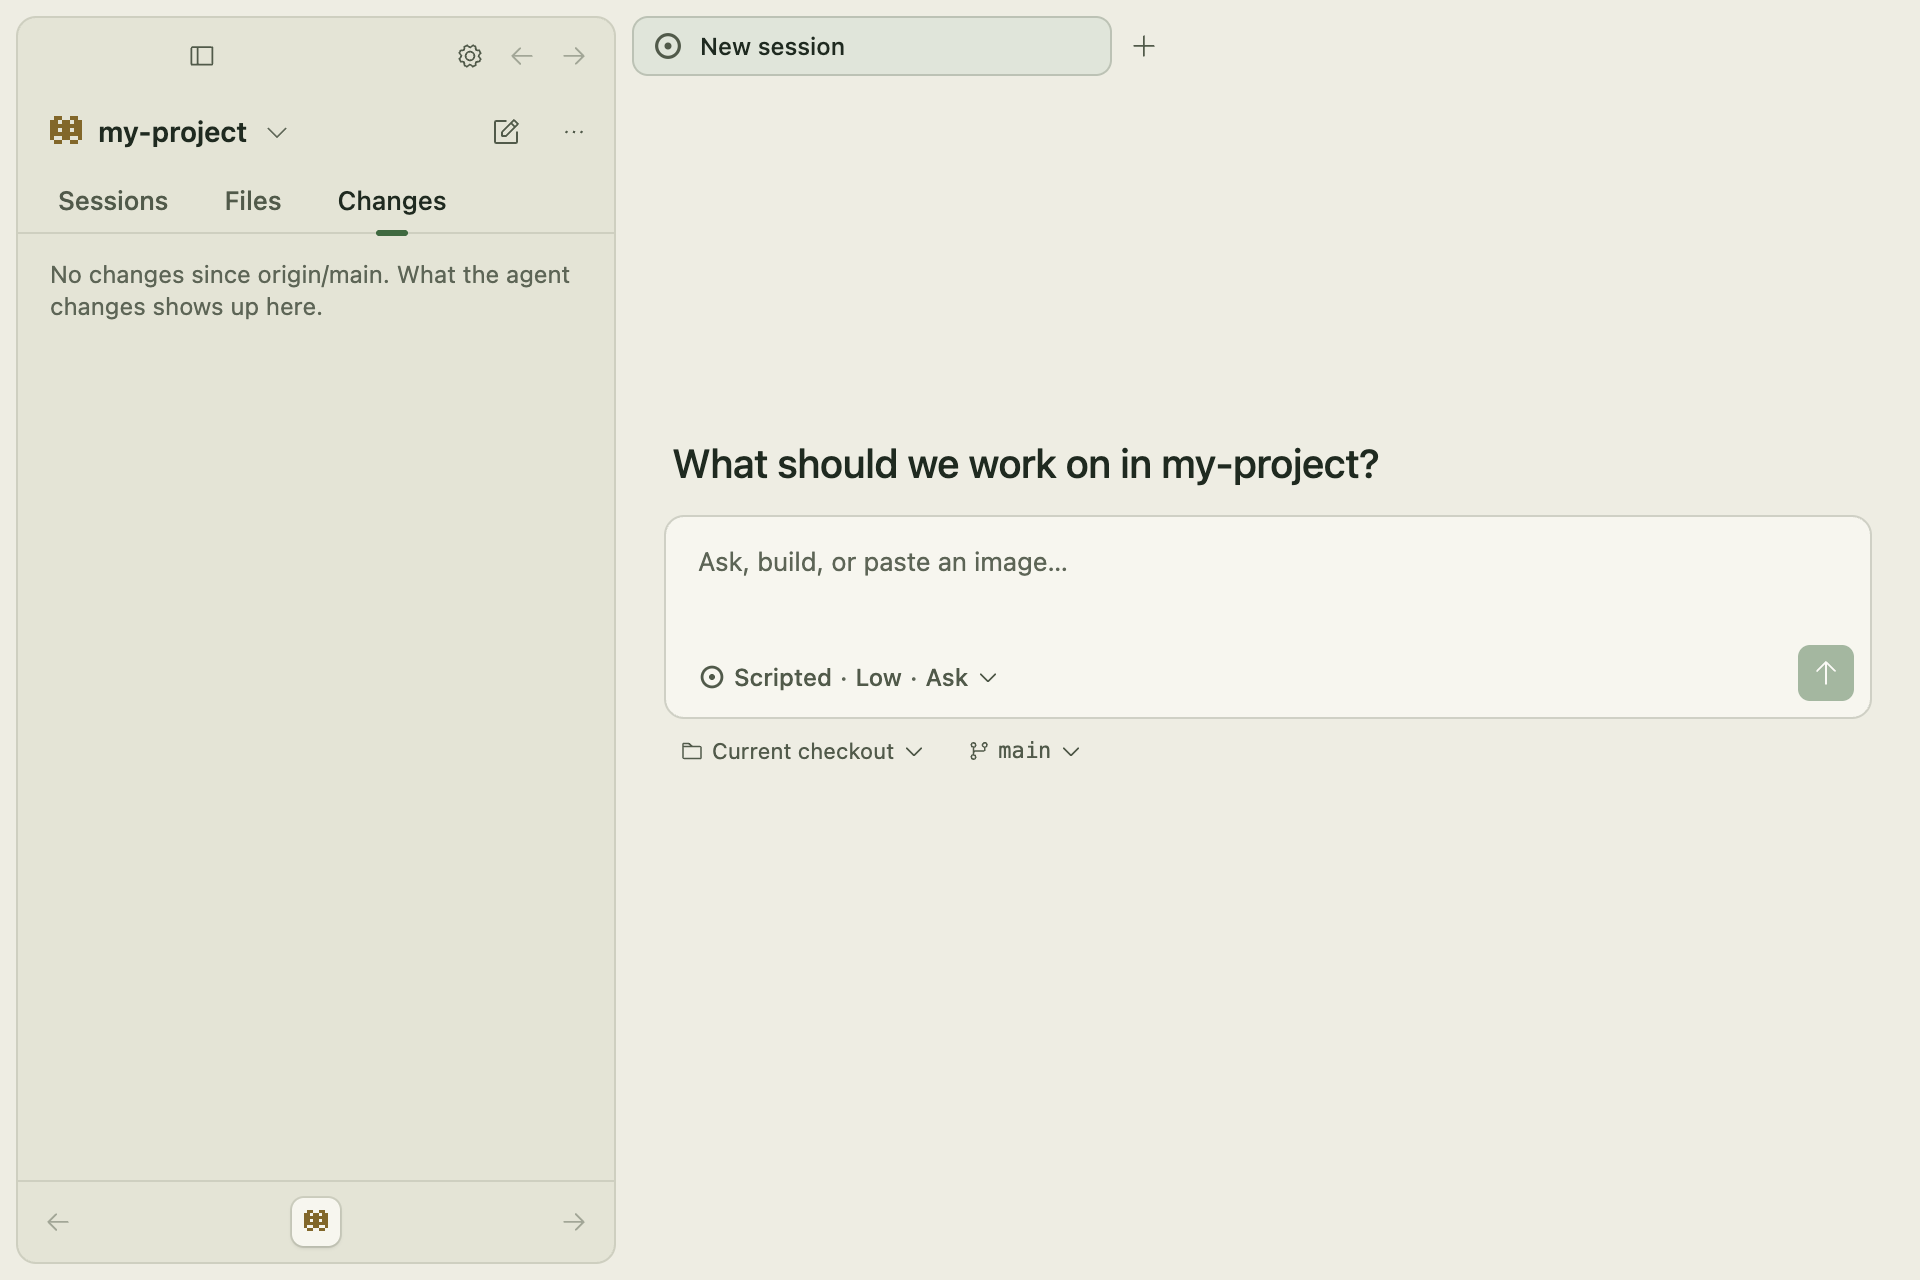 New session
my-project
Sessions
Files
Changes
No changes since origin/main. What the agent
changes shows up here.
What should we work on in my-project?
Ask, build, or paste an image...
Scripted · Low · Ask
Current checkout
main